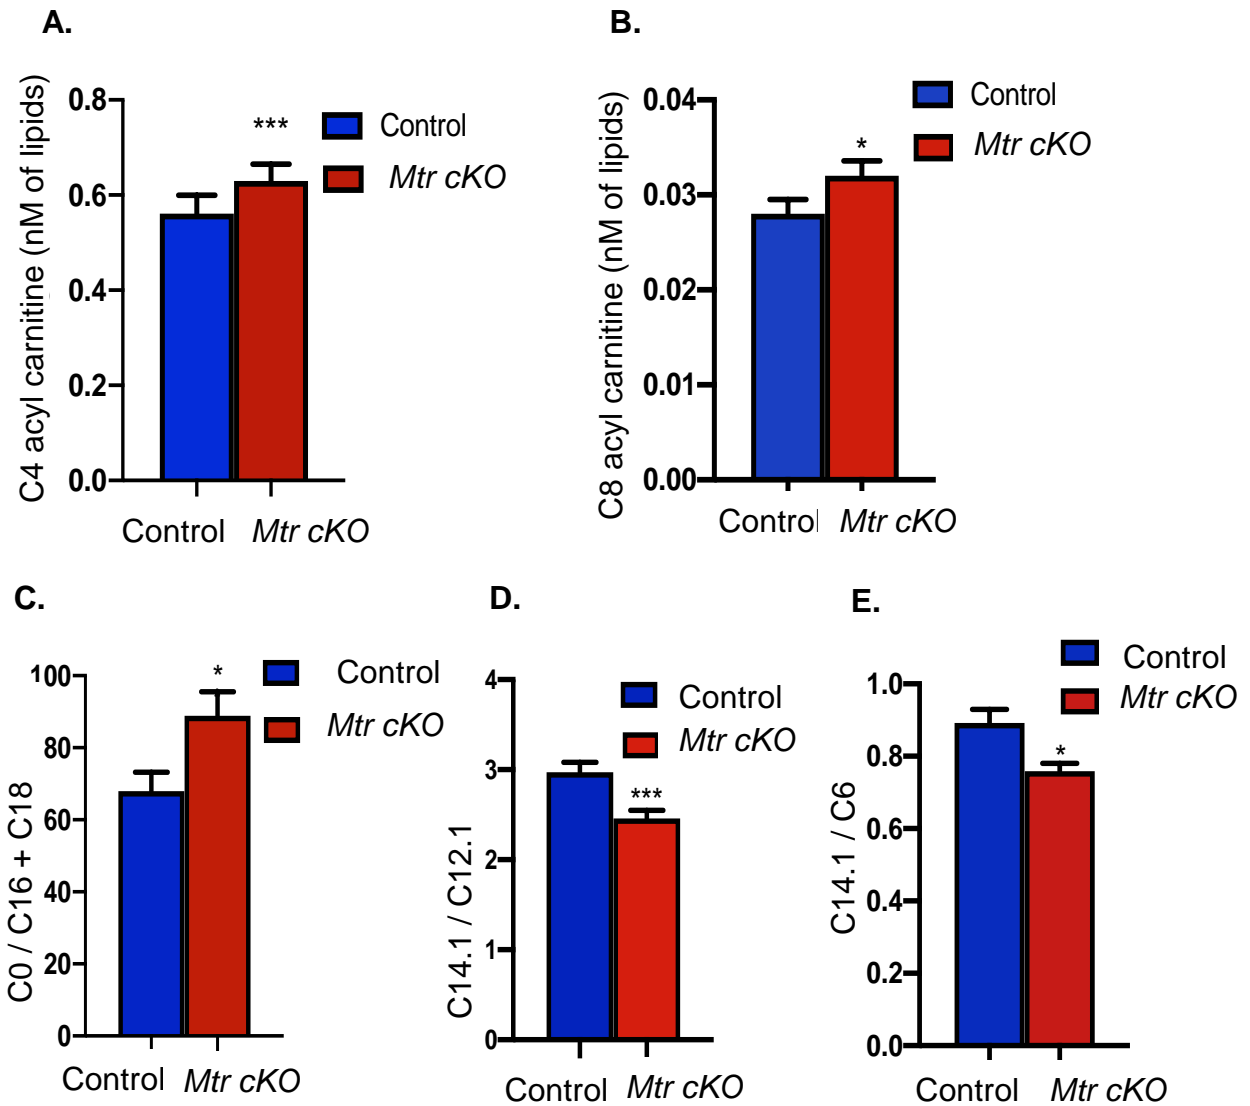 A.
C4 acyl carnitine (nM of lipids)
0.8
0.6
0.4
0.2
0.0
***
Control
Mtr cKO
Control Mtr cKO
B.
C8 acyl carnitine (nM of lipids)
0.04
0.03
0.02
0.01
0.00
*
Control
Mtr cKO
Control Mtr cKO
C.
C0 / C16 + C18
100
80
60
40
20
0
*
Control
Mtr cKO
Control Mtr cKO
D.
C14.1 / C12.1
4
3
2
1
0
***
Control
Mtr cKO
Control Mtr cKO
E.
C14.1 / C6
1.0
0.8
0.6
0.4
0.2
0.0
*
Control
Mtr cKO
Control Mtr cKO